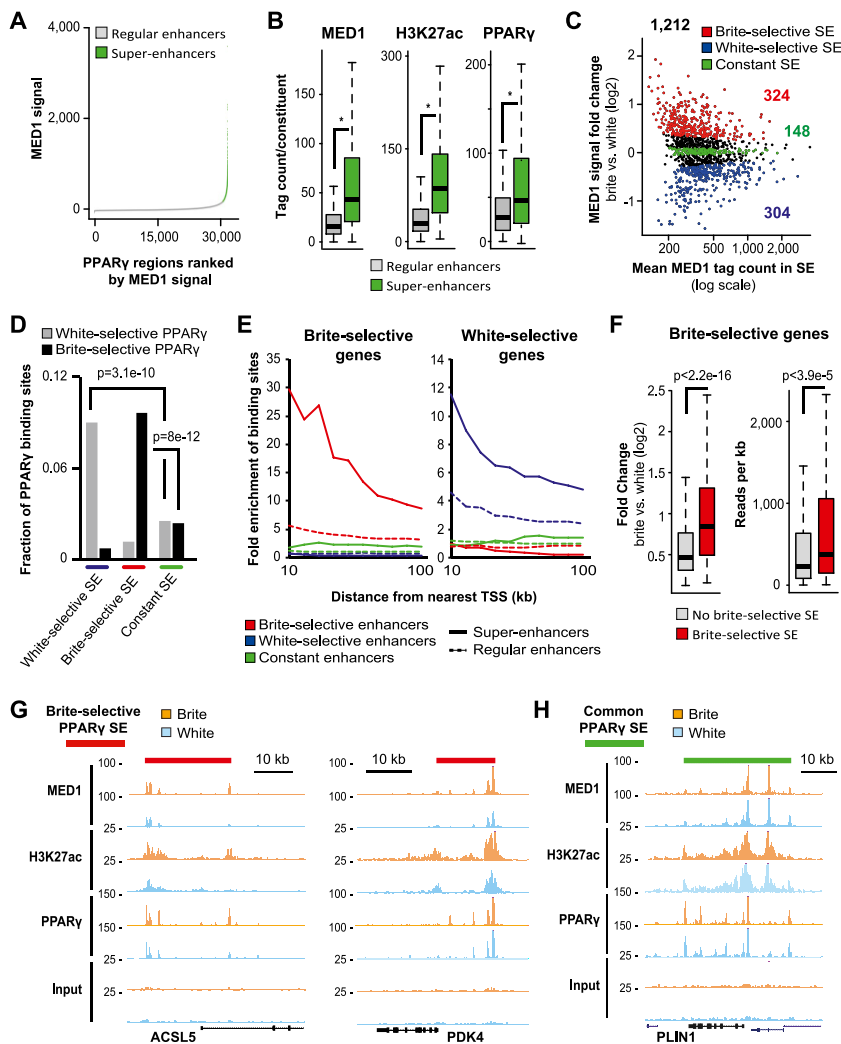 A
4,000
2,000
0
MED1 signal
Regular enhancers
Super-enhancers
0
15,000
30,000
PPARγ regions ranked
by MED1 signal
B
MED1
H3K27ac
PPARγ
Tag count/constituent
150
100
50
0
300
150
0
200
150
100
50
0
*
*
*
Regular enhancers
Super-enhancers
C
1,212
Brite-selective SE
White-selective SE
Constant SE
MED1 signal fold change
brite vs. white (log2)
2
1
0
-1
324
148
304
200
500
1,000
2,000
Mean MED1 tag count in SE
(log scale)
D
White-selective PPARγ
Brite-selective PPARγ
Fraction of PPARγ binding sites
0.12
0.06
0
p=3.1e-10
p=8e-12
White-selective SE
Brite-selective SE
Constant SE
E
Brite-selective
genes
White-selective
genes
Fold enrichment of binding sites
35
30
25
20
15
10
5
0
14
12
10
8
6
4
2
0
10
100
10
100
Distance from nearest TSS (kb)
Brite-selective enhancers
White-selective enhancers
Constant enhancers
Super-enhancers
Regular enhancers
F
Brite-selective genes
p<2.2e-16
p<3.9e-5
Fold Change
brite vs. white (log2)
2.5
2.0
1.5
1.0
0.5
Reads per kb
2,000
1,000
0
No brite-selective SE
Brite-selective SE
G
Brite-selective
PPARγ SE
Brite
White
10 kb
10 kb
MED1
H3K27ac
PPARγ
Input
100
100
25
25
150
150
25
100
100
25
25
100
100
25
ACSL5
PDK4
H
Common
PPARγ SE
Brite
White
10 kb
MED1
H3K27ac
PPARγ
Input
100
100
25
25
150
150
25
PLIN1